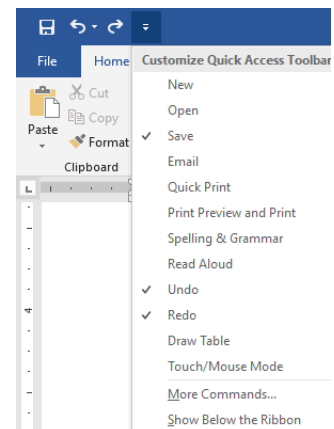 File Home
Customize Quick Access Toolbar
Cut
Copy
Paste
Format
Clipboard
L
4
New
Open
Save
Email
Quick Print
Print Preview and Print
Spelling & Grammar
Read Aloud
Undo
Redo
Draw Table
Touch/Mouse Mode
More Commands...
Show Below the Ribbon